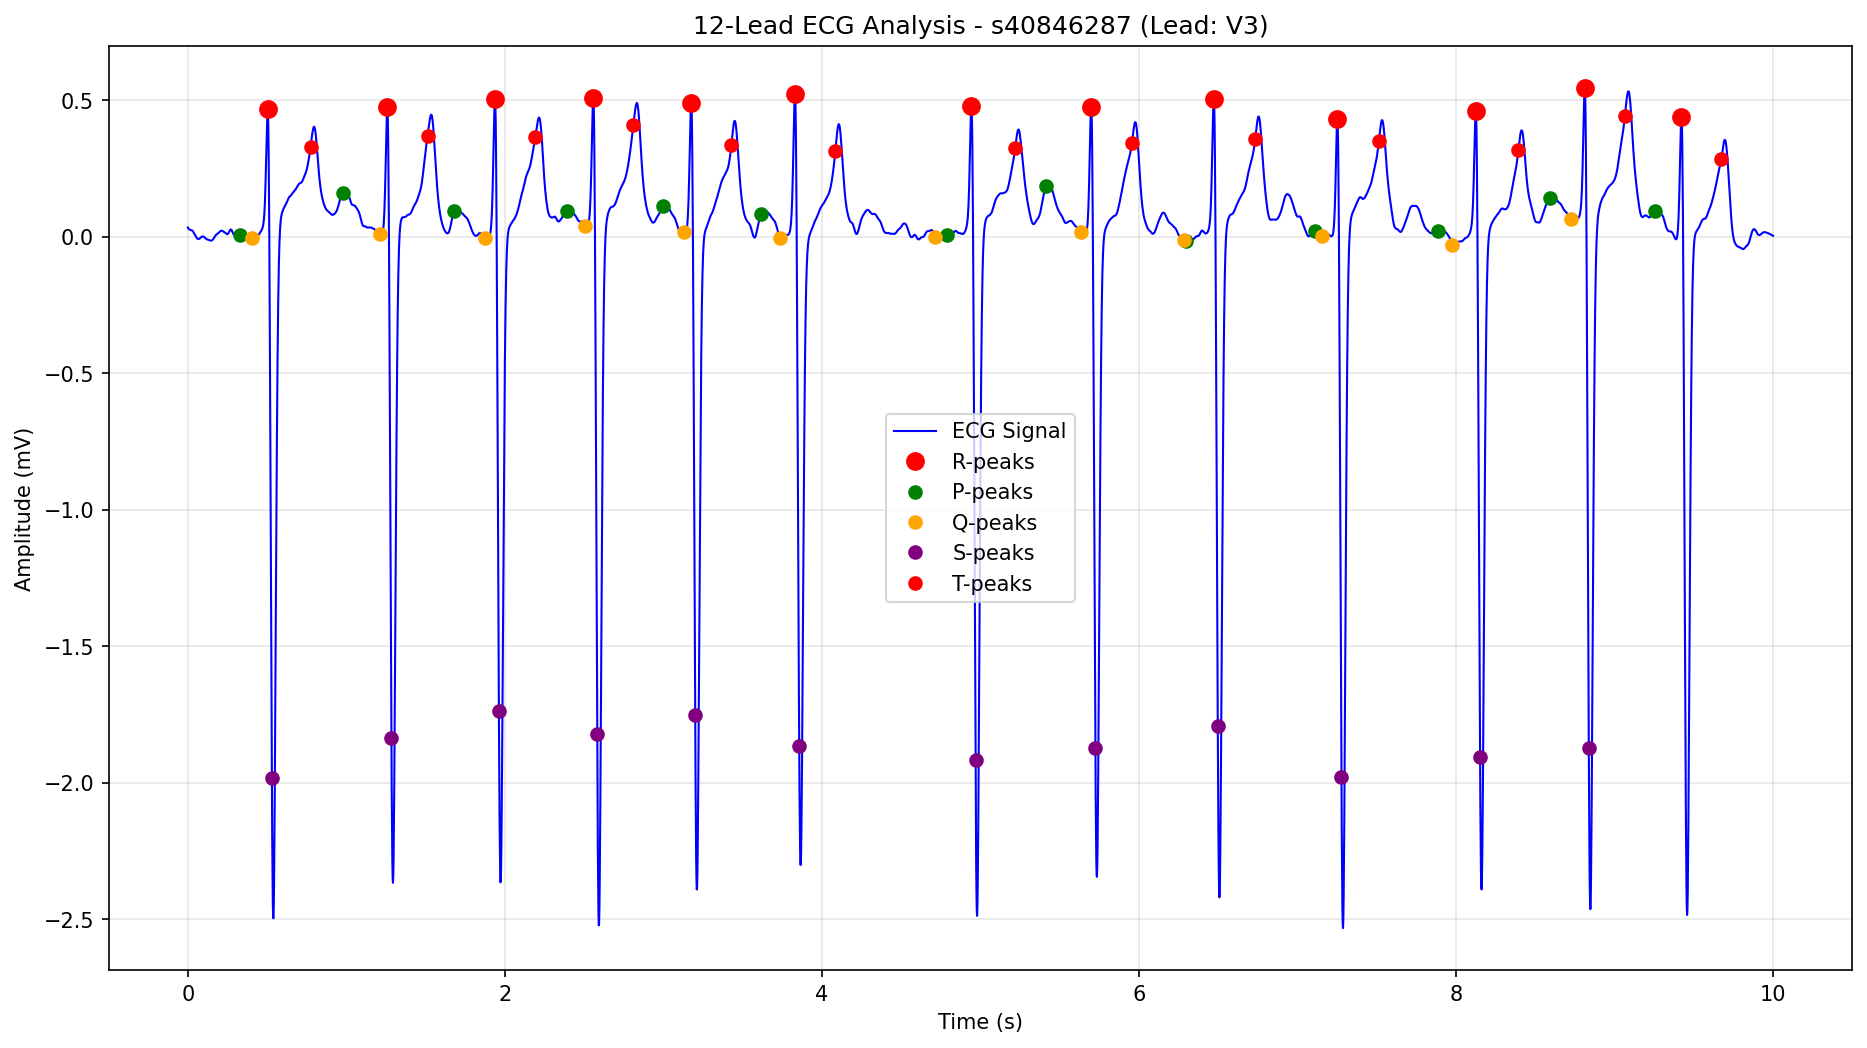 12-Lead ECG Analysis - s40846287 (Lead: V3)
0.5
0.0
−0.5
−1.0
−1.5
−2.0
−2.5
Amplitude (mV)
ECG Signal
R-peaks
P-peaks
Q-peaks
S-peaks
T-peaks
0
2
4
6
8
10
Time (s)